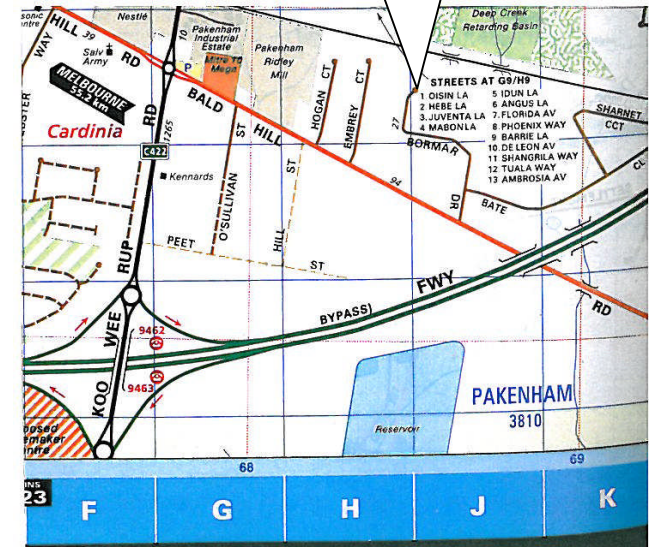 Nestlé
Pakenham
Industrial
Estate
Mitre 10
Mega
Pakenham
Ridley
Mill
Deep Creek
Retarding Basin
HILL 39 RD
WAY
Salv
Army
10
P
MELBOURNE
55.2 km
Cardinia
RD
1265
C422
BALD
HILL
HOGAN CT
EMBREY CT
STREETS AT G9/H9
1 OISIN LA
2 HEBE LA
3 JUVENTA LA
4 MABON LA
5 IDUN LA
6 ANGUS LA
7 FLORIDA AV
8 PHOENIX WAY
9 BARRIE LA
10 DE LEON AV
11 SHANGRILA WAY
12 TUALA WAY
13 AMBROSIA AV
SHARNET
CCT
27
BORMAR
DR
BATE
CL
94
Kennards
O'SULLIVAN ST
HILL ST
PEET ST
RUP
WEE
KOO
BYPASS)
FWY
RD
9462
9463
PAKENHAM
3810
Reservoir
68
69
23
F G H J K